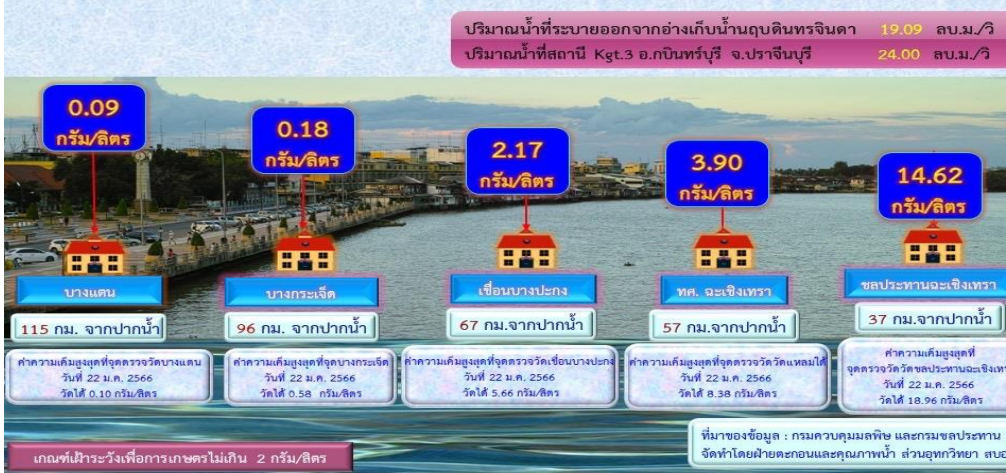 ปริมาณน้ำที่ระบายออกจากอ่างเก็บน้ำนฤบดินทรจินดา 19.09 ลบ.ม./วิ
ปริมาณน้ำที่สถานี Kgt.3 อ.กบินทร์บุรี จ.ปราจีนบุรี 24.00 ลบ.ม./วิ
0.09
กรัม/ลิตร
0.18
กรัม/ลิตร
2.17
กรัม/ลิตร
3.90
กรัม/ลิตร
14.62
กรัม/ลิตร
บางแตน
บางกระเจ็ด
เขื่อนบางปะกง
ทศ. ฉะเชิงเทรา
ชลประทานฉะเชิงเทรา
115 กม. จากปากน้ำ
96 กม. จากปากน้ำ
67 กม.จากปากน้ำ
57 กม.จากปากน้ำ
37 กม.จากปากน้ำ
ค่าความเค็มสูงสุดที่จุดตรวจวัดบางแตน
วันที่ 22 ม.ค. 2566
วัดได้ 0.10 กรัม/ลิตร
ค่าความเค็มสูงสุดที่จุดบางกระเจ็ด
วันที่ 22 ม.ค. 2566
วัดได้ 0.58 กรัม/ลิตร
ค่าความเค็มสูงสุดที่จุดตรวจวัดเขื่อนบางปะกง
วันที่ 22 ม.ค. 2566
วัดได้ 5.66 กรัม/ลิตร
ค่าความเค็มสูงสุดที่จุดตรวจวัดวัดแหลมใต้
วันที่ 22 ม.ค. 2566
วัดได้ 8.38 กรัม/ลิตร
ค่าความเค็มสูงสุดที่
จุดตรวจวัดวัดชลประทานฉะเชิงเทร
วันที่ 22 ม.ค. 2566
วัดได้ 18.96 กรัม/ลิตร
เกณฑ์เฝ้าระวังเพื่อการเกษตรไม่เกิน 2 กรัม/ลิตร
ที่มาของข้อมูล : กรมควบคุมมลพิษ และกรมชลประทาน
จัดทำโดยฝ่ายตะกอนและคุณภาพน้ำ ส่วนอุทกวิทยา